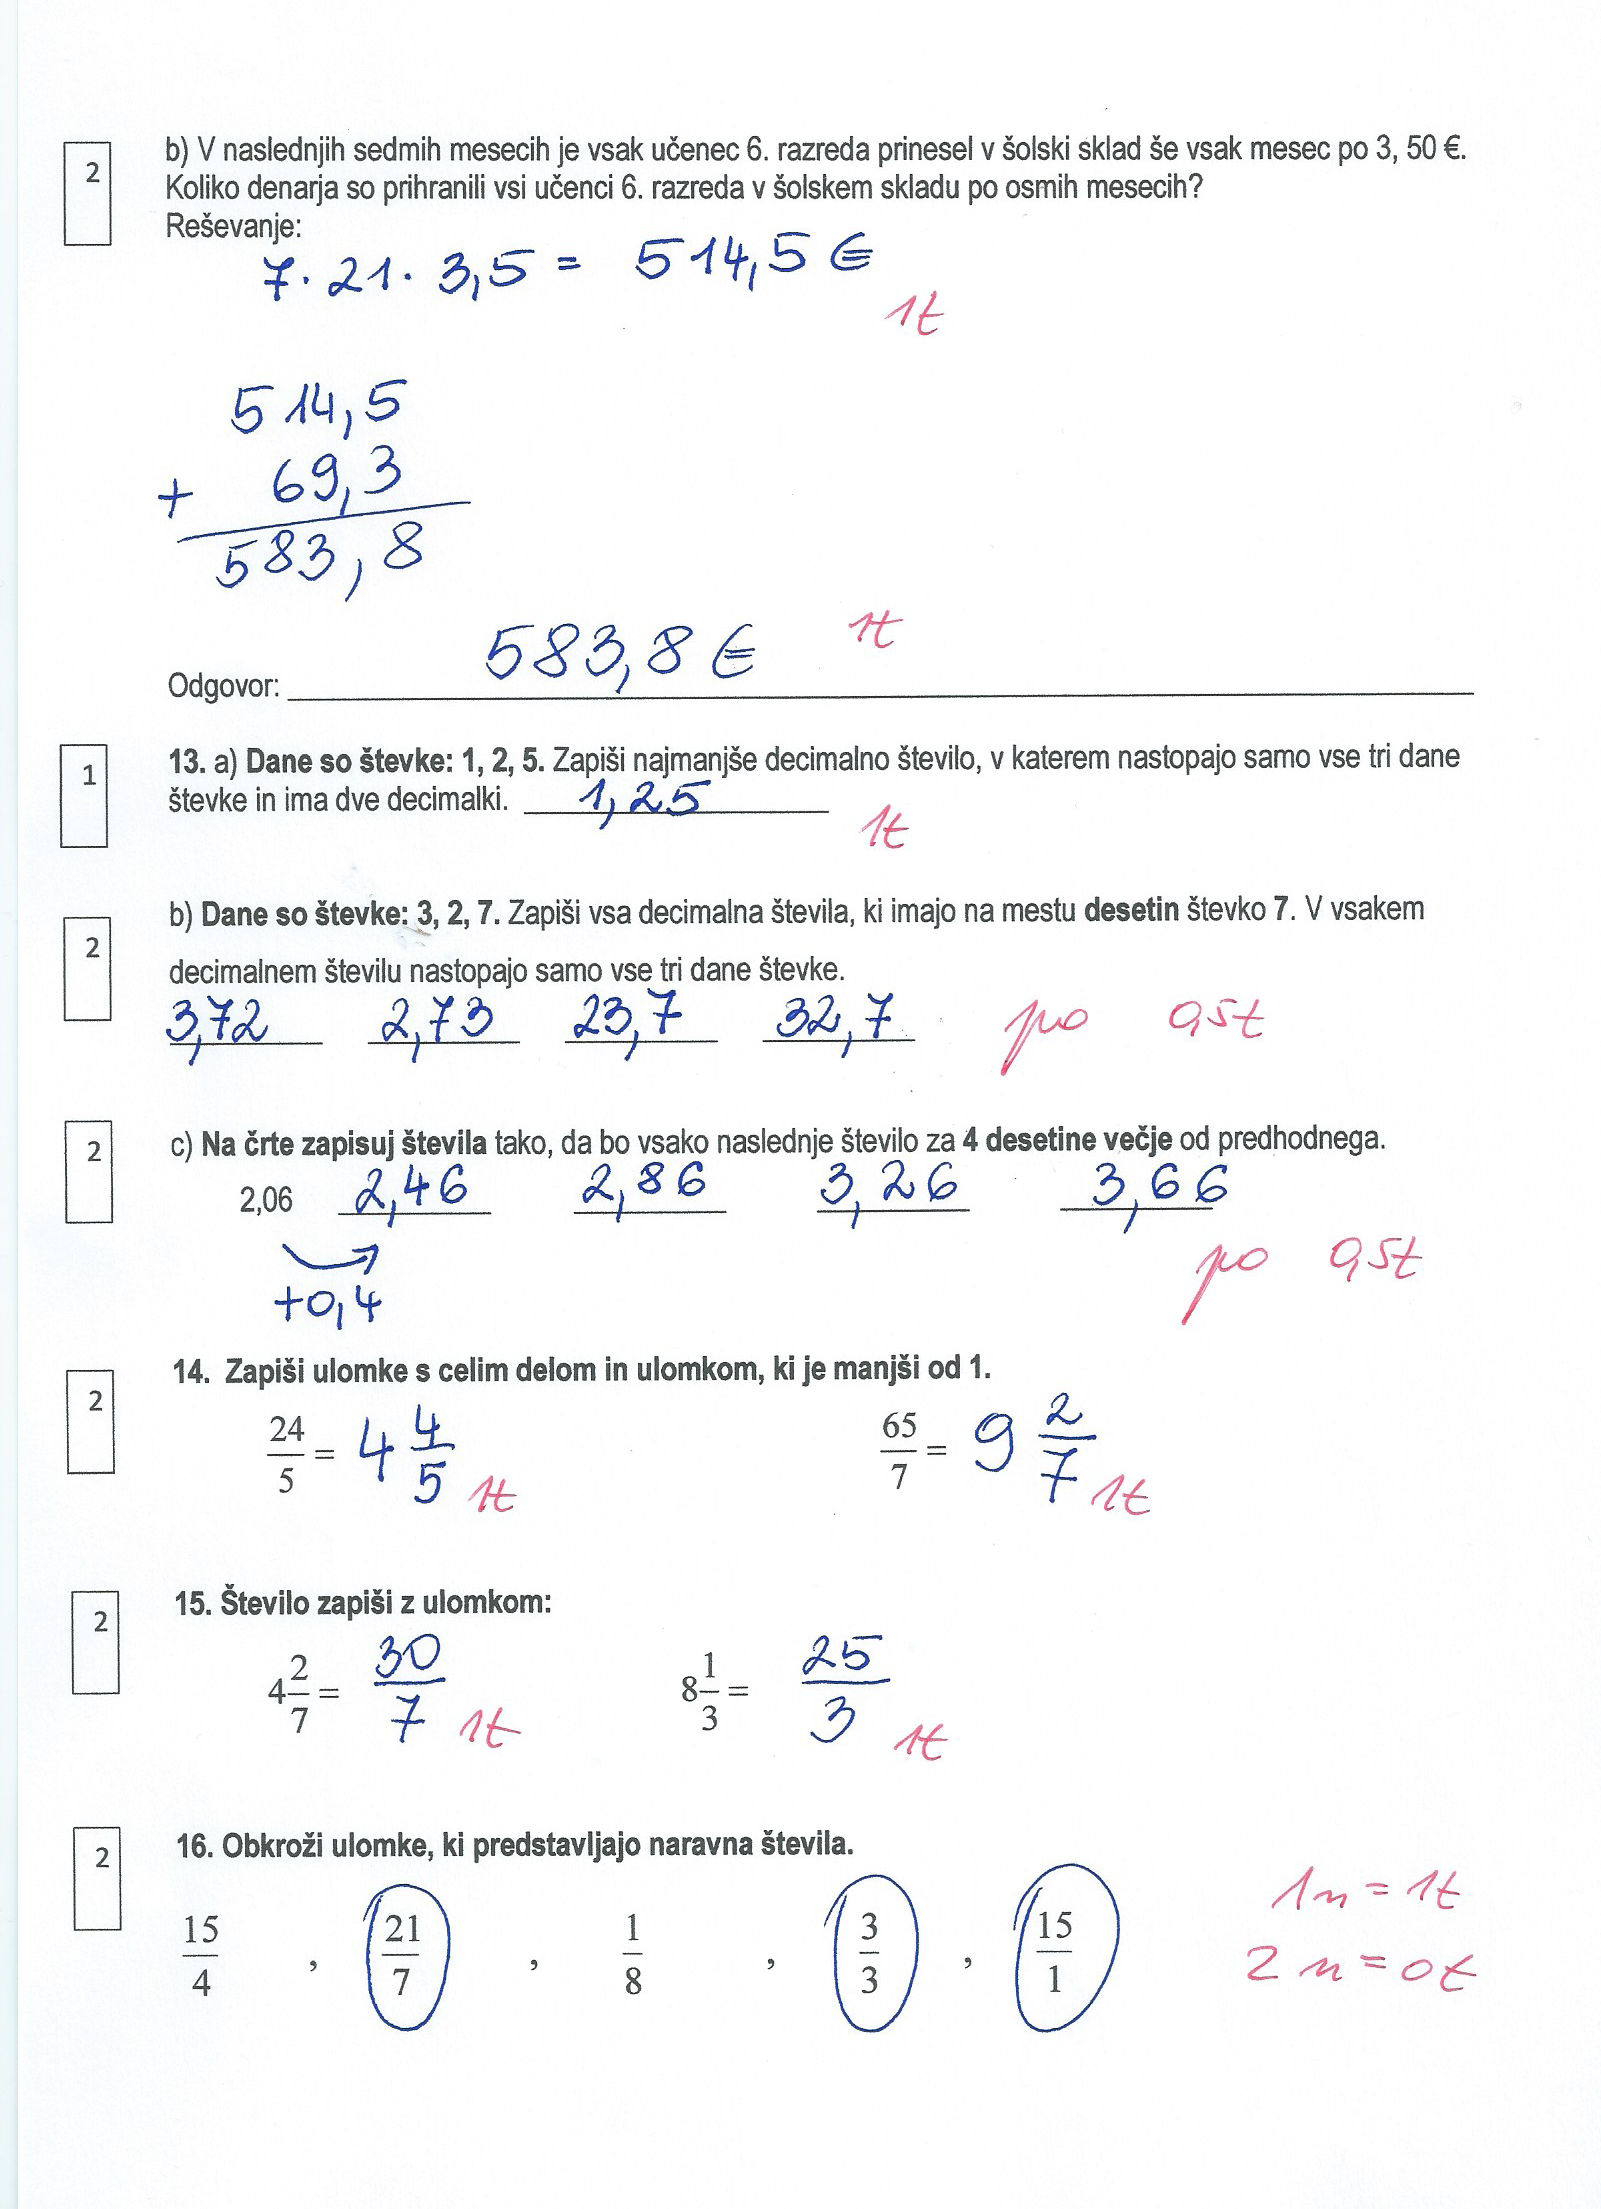 2 b) V naslednjih sedmih mesecih je vsak učenec 6. razreda prinesel v šolski sklad še vsak mesec po 3, 50 €.
Koliko denarja so prihranili vsi učenci 6. razreda v šolskem skladu po osmih mesecih?
Reševanje:
7 · 21 · 3,5 = 514,5 €
1t
514,5
+ 69,3
583,8
583,8 € 1t
Odgovor:
1 13. a) Dane so števke: 1, 2, 5. Zapiši najmanjše decimalno število, v katerem nastopajo samo vse tri dane
števke in ima dve decimalki. 1,25
1t
2 b) Dane so števke: 3, 2, 7. Zapiši vsa decimalna števila, ki imajo na mestu desetin števko 7. V vsakem
decimalnem številu nastopajo samo vse tri dane števke.
3,72 2,73 23,7 32,7 po 0,5t
2 c) Na črte zapisuj števila tako, da bo vsako naslednje število za 4 desetine večje od predhodnega.
2,06 2,46 2,86 3,26 3,66
po 0,5t
+0,4
2 14. Zapiši ulomke s celim delom in ulomkom, ki je manjši od 1.
24/5 = 4 4/5 1t 65/7 = 9 2/7 1t
2 15. Število zapiši z ulomkom:
4 2/7 = 30/7 1t 8 1/3 = 25/3 1t
2 16. Obkroži ulomke, ki predstavljajo naravna števila.
1n = 1t
15/4 , 21/7 , 1/8 , 3/3 , 15/1
2n = 0t